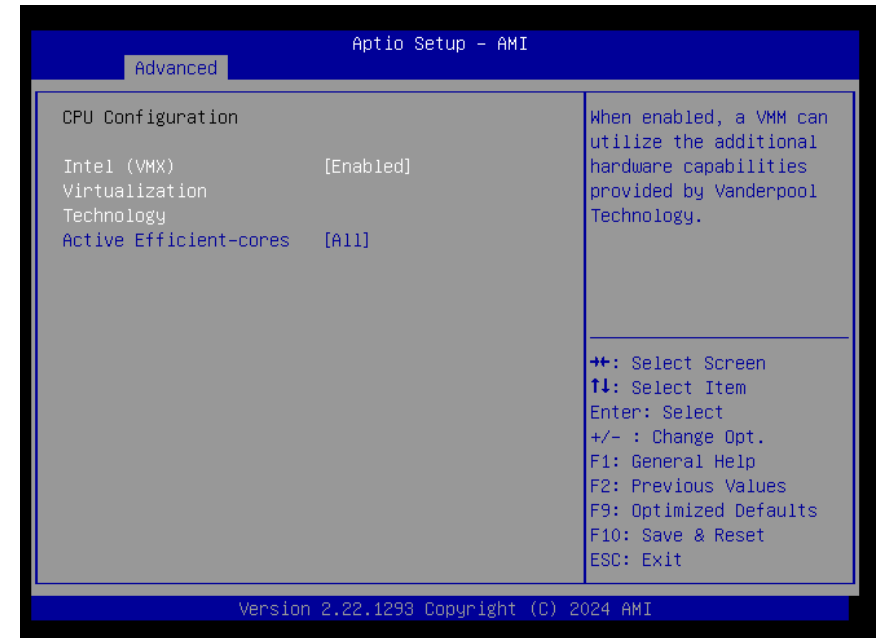 Aptio Setup – AMI
Advanced
CPU Configuration
Intel (VMX) [Enabled]
Virtualization
Technology
Active Efficient-cores [All]
When enabled, a VMM can
utilize the additional
hardware capabilities
provided by Vanderpool
Technology.
→←: Select Screen
↑↓: Select Item
Enter: Select
+/- : Change Opt.
F1: General Help
F2: Previous Values
F9: Optimized Defaults
F10: Save & Reset
ESC: Exit
Version 2.22.1293 Copyright (C) 2024 AMI